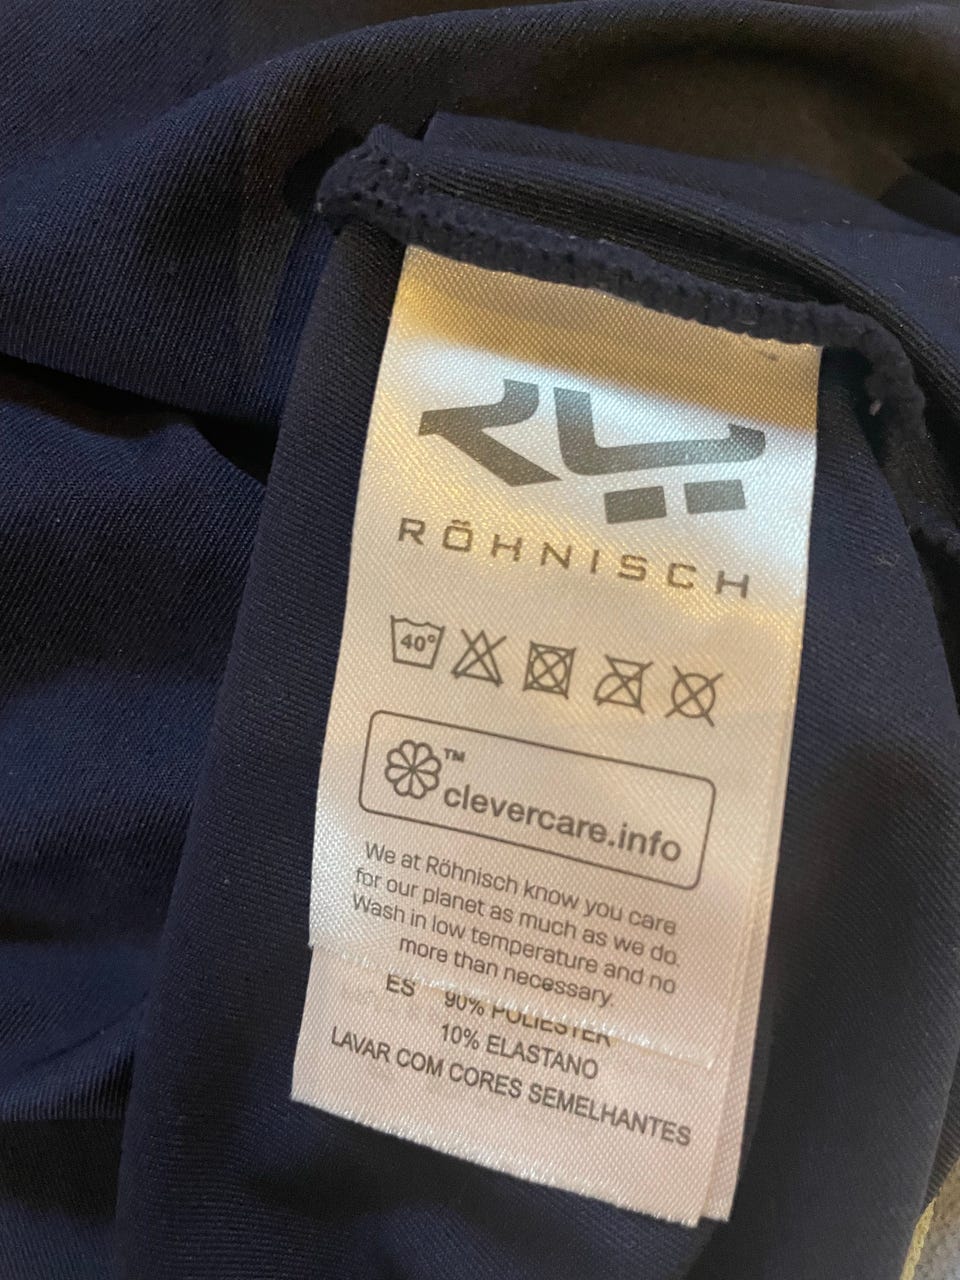 RÖHNISCH
40°
™
clevercare.info
We at Röhnisch know you care
for our planet as much as we do.
Wash in low temperature and no
more than necessary.
ES 90% POLIESTER
10% ELASTANO
LAVAR COM CORES SEMELHANTES